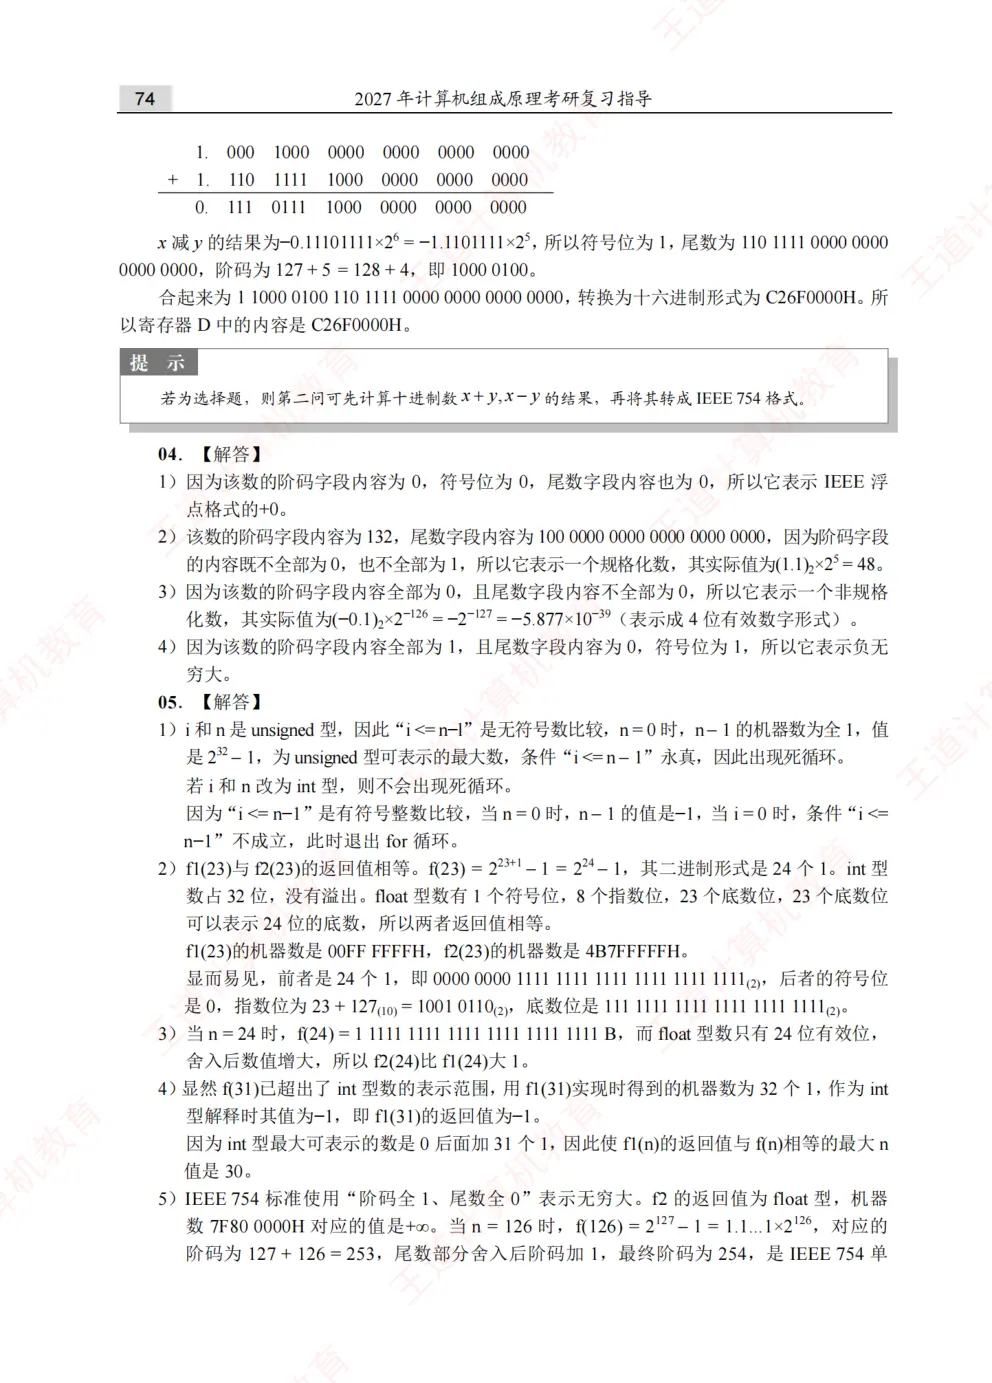 74
2027 年计算机组成原理考研复习指导
1. 000 1000 0000 0000 0000 0000
+ 1. 110 1111 1000 0000 0000 0000
0. 111 0111 1000 0000 0000 0000
x 减 y 的结果为−0.11101111×2⁶ = −1.1101111×2⁵，所以符号位为 1，尾数为 110 1111 0000 0000
0000 0000，阶码为 127 + 5 = 128 + 4，即 1000 0100。
合起来为 1 1000 0100 110 1111 0000 0000 0000 0000，转换为十六进制形式为 C26F0000H。所
以寄存器 D 中的内容是 C26F0000H。
提 示
若为选择题，则第二问可先计算十进制数 x + y, x − y 的结果，再将其转成 IEEE 754 格式。
04．【解答】
1）因为该数的阶码字段内容为 0，符号位为 0，尾数字段内容也为 0，所以它表示 IEEE 浮
点格式的+0。
2）该数的阶码字段内容为 132，尾数字段内容为 100 0000 0000 0000 0000 0000，因为阶码字段
的内容既不全部为 0，也不全部为 1，所以它表示一个规格化数，其实际值为(1.1)₂×2⁵ = 48。
3）因为该数的阶码字段内容全部为 0，且尾数字段内容不全部为 0，所以它表示一个非规格
化数，其实际值为(−0.1)₂×2⁻¹²⁶ = −2⁻¹²⁷ = −5.877×10⁻³⁹（表示成 4 位有效数字形式）。
4）因为该数的阶码字段内容全部为 1，且尾数字段内容为 0，符号位为 1，所以它表示负无
穷大。
05．【解答】
1）i 和 n 是 unsigned 型，因此“i <= n−1”是无符号数比较，n = 0 时，n − 1 的机器数为全 1，值
是 2³² − 1，为 unsigned 型可表示的最大数，条件“i <= n − 1”永真，因此出现死循环。
若 i 和 n 改为 int 型，则不会出现死循环。
因为“i <= n−1”是有符号整数比较，当 n = 0 时，n − 1 的值是−1，当 i = 0 时，条件“i <=
n−1”不成立，此时退出 for 循环。
2）f1(23)与 f2(23)的返回值相等。f(23) = 2²³⁺¹ − 1 = 2²⁴ − 1，其二进制形式是 24 个 1。int 型
数占 32 位，没有溢出。float 型数有 1 个符号位，8 个指数位，23 个底数位，23 个底数位
可以表示 24 位的底数，所以两者返回值相等。
f1(23)的机器数是 00FF FFFFH，f2(23)的机器数是 4B7FFFFFH。
显而易见，前者是 24 个 1，即 0000 0000 1111 1111 1111 1111 1111 1111₍₂₎，后者的符号位
是 0，指数位为 23 + 127₍₁₀₎ = 1001 0110₍₂₎，底数位是 111 1111 1111 1111 1111 1111₍₂₎。
3）当 n = 24 时，f(24) = 1 1111 1111 1111 1111 1111 1111 B，而 float 型数只有 24 位有效位，
舍入后数值增大，所以 f2(24)比 f1(24)大 1。
4）显然 f(31)已超出了 int 型数的表示范围，用 f1(31)实现时得到的机器数为 32 个 1，作为 int
型解释时其值为−1，即 f1(31)的返回值为−1。
因为 int 型最大可表示的数是 0 后面加 31 个 1，因此使 f1(n)的返回值与 f(n)相等的最大 n
值是 30。
5）IEEE 754 标准使用“阶码全 1、尾数全 0”表示无穷大。f2 的返回值为 float 型，机器
数 7F80 0000H 对应的值是+∞。当 n = 126 时，f(126) = 2¹²⁷ − 1 = 1.1...1×2¹²⁶，对应的
阶码为 127 + 126 = 253，尾数部分舍入后阶码加 1，最终阶码为 254，是 IEEE 754 单
王道计算机教育